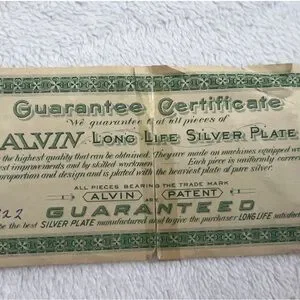 Guarantee Certificate
We guarantee that all pieces of
ALVIN LONG LIFE SILVER PLATE
the highest quality that can be obtained. They are made on machines equipped w
est improvements and by skilled workmen. Each piece is uniformly correct
proportion and design and is plated with the heaviest plate of pure silver.
ALL PIECES BEARING THE TRADE MARK
ALVIN PATENT
GUARANTEED
22
be the best SILVER PLATE manufactured and to give the purchaser LONG LIFE satisfac